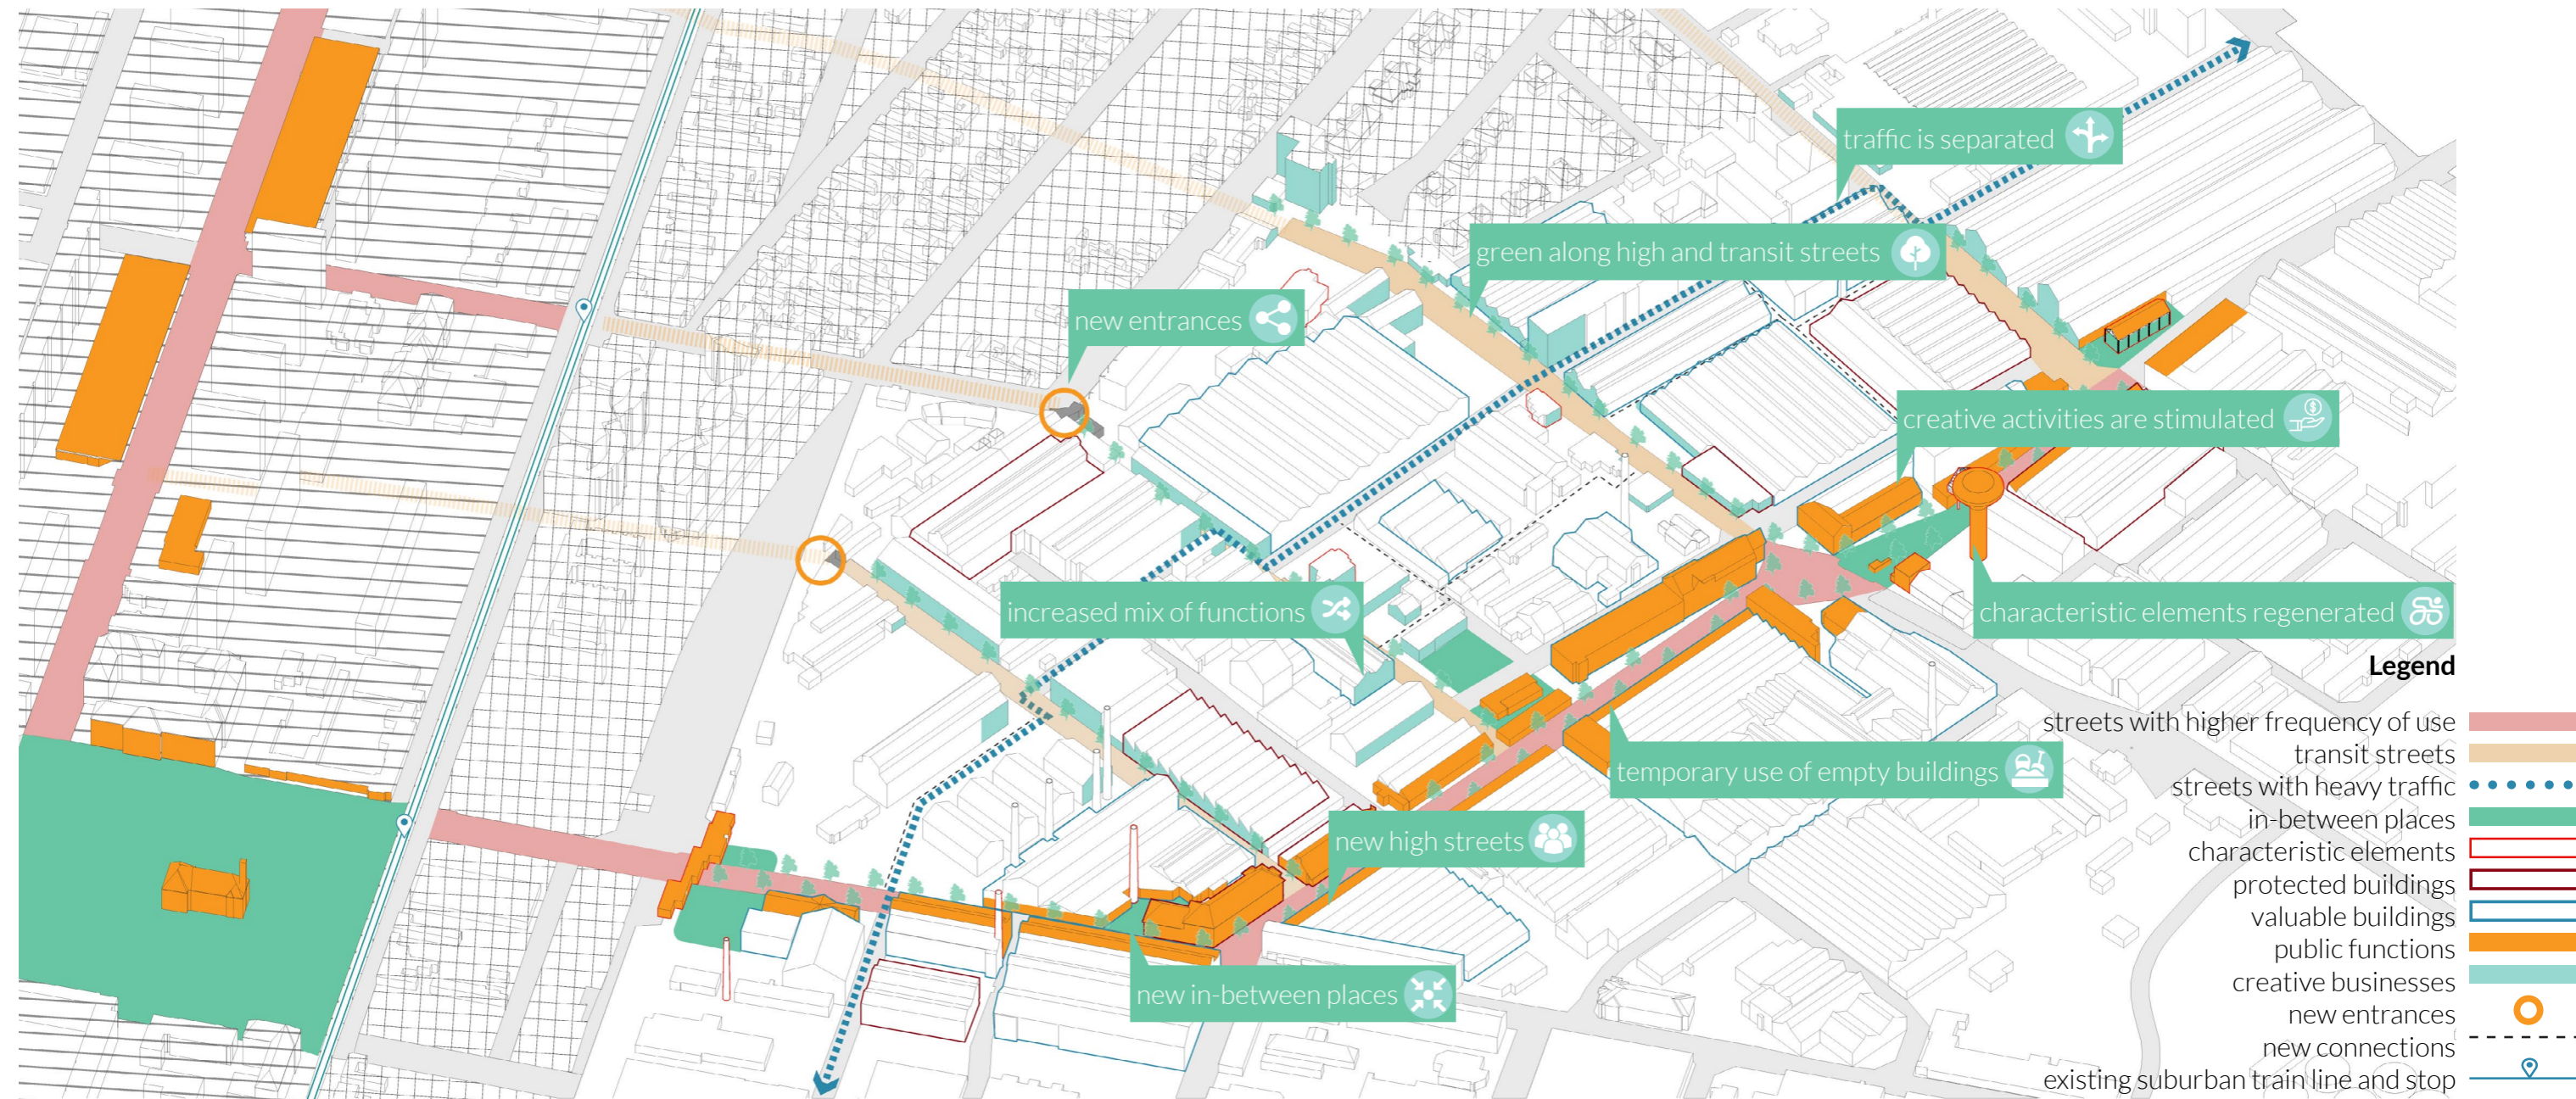 traffic is separated
green along high and transit streets
new entrances
creative activities are stimulated
increased mix of functions
characteristic elements regenerated
temporary use of empty buildings
new high streets
new in-between places
Legend
streets with higher frequency of use
transit streets
streets with heavy traffic
in-between places
characteristic elements
protected buildings
valuable buildings
public functions
creative businesses
new entrances
new connections
existing suburban train line and stop